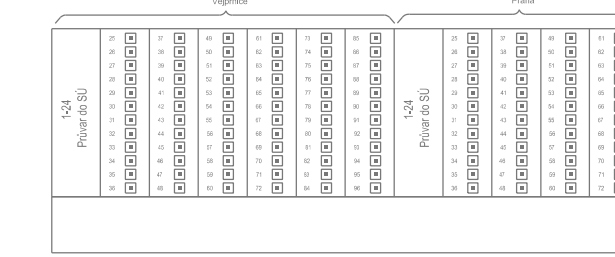 Vejprnice
Praha
1-24
Průvar do SÚ
25 37 49 61 73 85
26 38 50 62 74 86
27 39 51 63 75 87
28 40 52 64 76 88
29 41 53 65 77 89
30 42 54 66 78 90
31 43 55 67 79 91
32 44 56 68 80 92
33 45 57 69 81 93
34 46 58 70 82 94
35 47 59 71 83 95
36 48 60 72 84 96
1-24
Průvar do SÚ
25 37 49 61
26 38 50 62
27 39 51 63
28 40 52 64
29 41 53 65
30 42 54 66
31 43 55 67
32 44 56 68
33 45 57 69
34 46 58 70
35 47 59 71
36 48 60 72